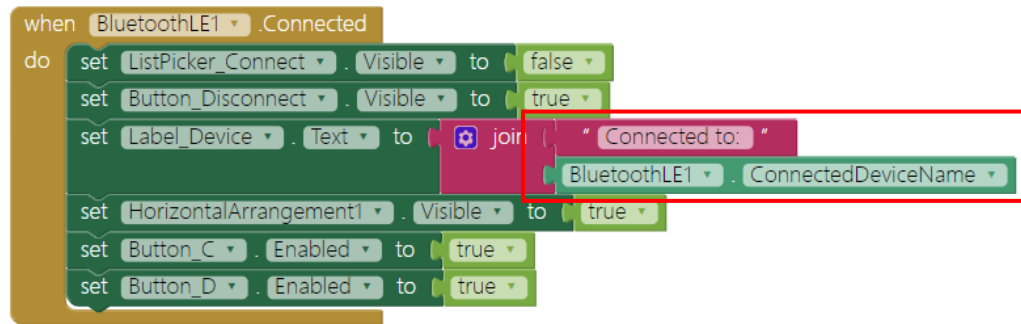 when BluetoothLE1 .Connected
do set ListPicker_Connect . Visible to false
set Button_Disconnect . Visible to true
set Label_Device . Text to join " Connected to: "
BluetoothLE1 . ConnectedDeviceName
set HorizontalArrangement1 . Visible to true
set Button_C . Enabled to true
set Button_D . Enabled to true